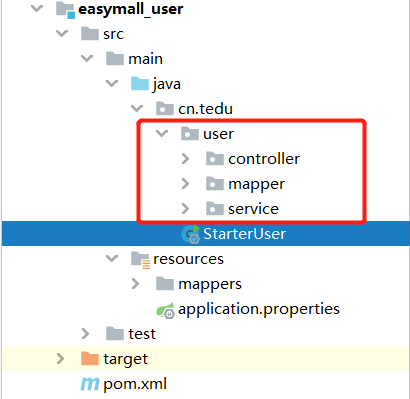 easymall_user
src
main
java
cn.tedu
user
controller
mapper
service
StarterUser
resources
mappers
application.properties
test
target
pom.xml